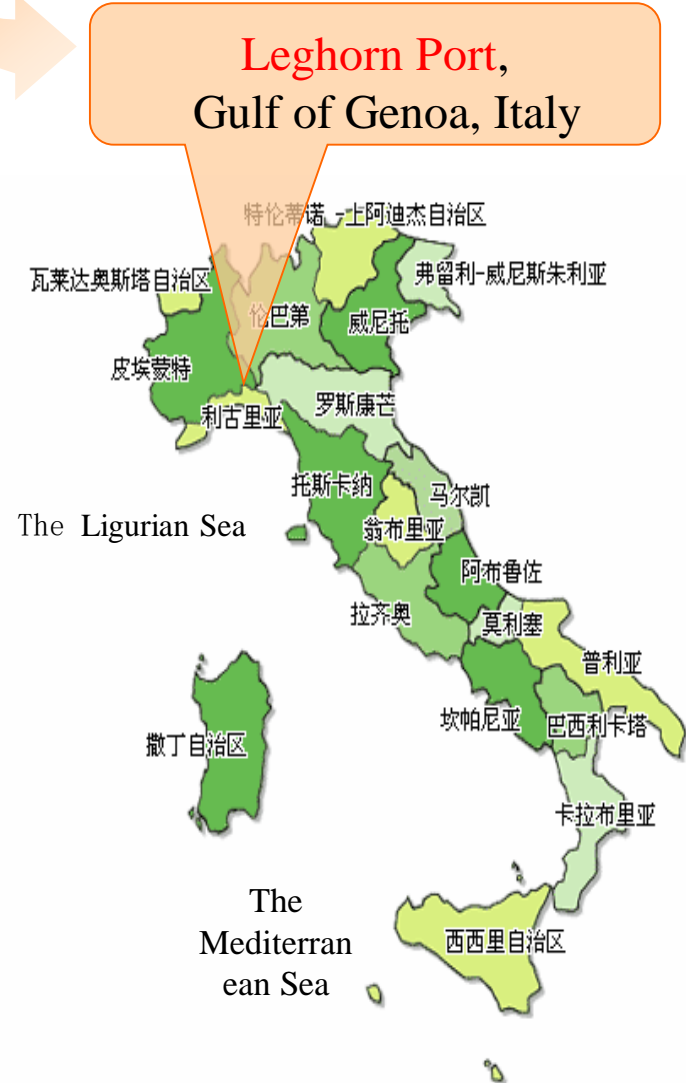 Leghorn Port,
Gulf of Genoa, Italy
特伦蒂诺-上阿迪杰自治区
瓦莱达奥斯塔自治区
弗留利-威尼斯朱利亚
伦巴第
威尼托
皮埃蒙特
利古里亚
罗斯康芒
托斯卡纳
马尔凯
The Ligurian Sea
翁布里亚
阿布鲁佐
拉齐奥
莫利塞
普利亚
坎帕尼亚
巴西利卡塔
撒丁自治区
卡拉布里亚
The
Mediterran
ean Sea
西西里自治区